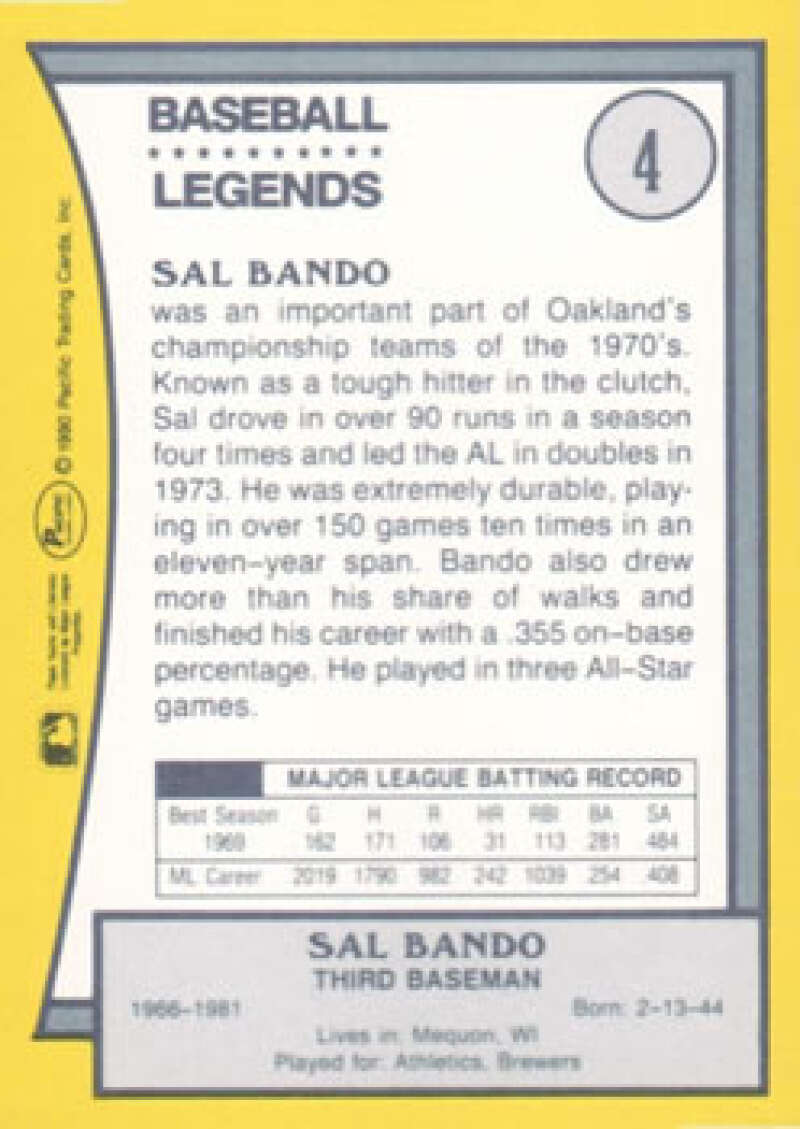 BASEBALL
LEGENDS
4
SAL BANDO
was an important part of Oakland's
championship teams of the 1970's.
Known as a tough hitter in the clutch,
Sal drove in over 90 runs in a season
four times and led the AL in doubles in
1973. He was extremely durable, play-
ing in over 150 games ten times in an
eleven-year span. Bando also drew
more than his share of walks and
finished his career with a .355 on-base
percentage. He played in three All-Star
games.
MAJOR LEAGUE BATTING RECORD
Best Season G H R HR RBI BA SA
1969 162 171 106 31 113 .281 .484
ML Career 2019 1790 982 242 1039 .254 .408
SAL BANDO
THIRD BASEMAN
1966-1981 Born: 2-13-44
Lives in: Mequon, WI
Played for: Athletics, Brewers
© 1990 Pacific Trading Cards, Inc.
Pacific